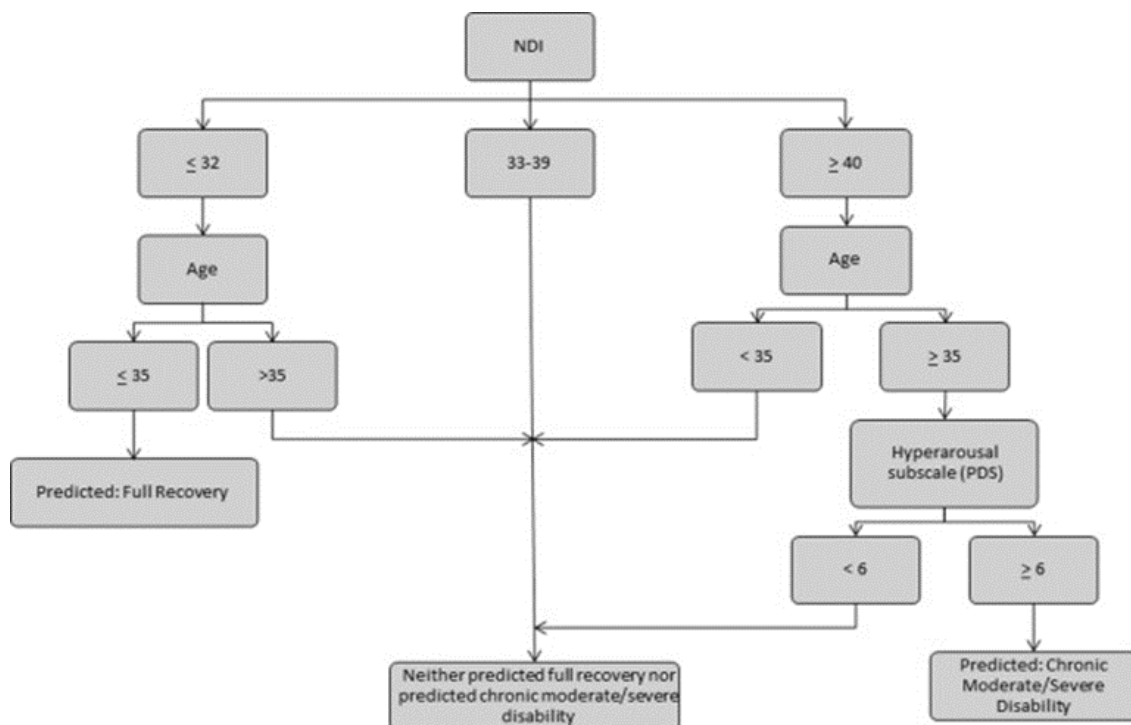 NDI
≤ 32
33-39
≥ 40
Age
Age
≤ 35
>35
< 35
≥ 35
Predicted: Full Recovery
Hyperarousal
subscale (PDS)
< 6
≥ 6
Neither predicted full recovery nor
predicted chronic moderate/severe
disability
Predicted: Chronic
Moderate/Severe
Disability